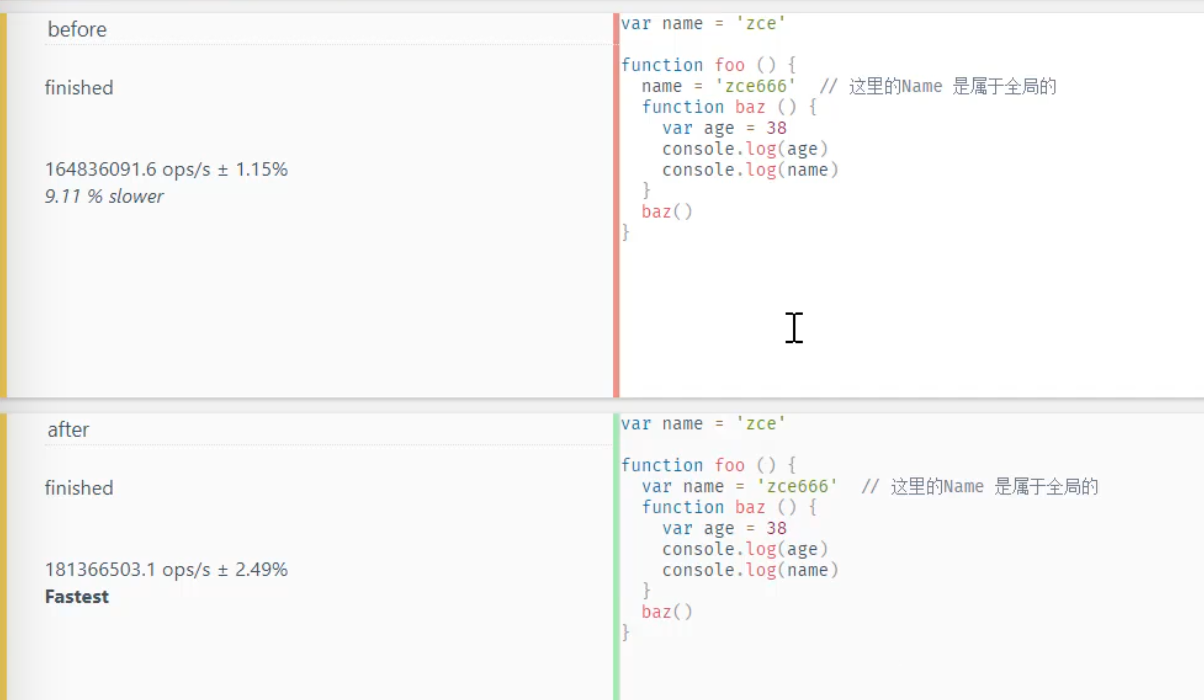 before
finished
164836091.6 ops/s ± 1.15%
9.11 % slower
var name = 'zce'
function foo () {
  name = 'zce666'  // 这里的Name 是属于全局的
  function baz () {
    var age = 38
    console.log(age)
    console.log(name)
  }
  baz()
}
after
finished
181366503.1 ops/s ± 2.49%
Fastest
var name = 'zce'
function foo () {
  var name = 'zce666'  // 这里的Name 是属于全局的
  function baz () {
    var age = 38
    console.log(age)
    console.log(name)
  }
  baz()
}